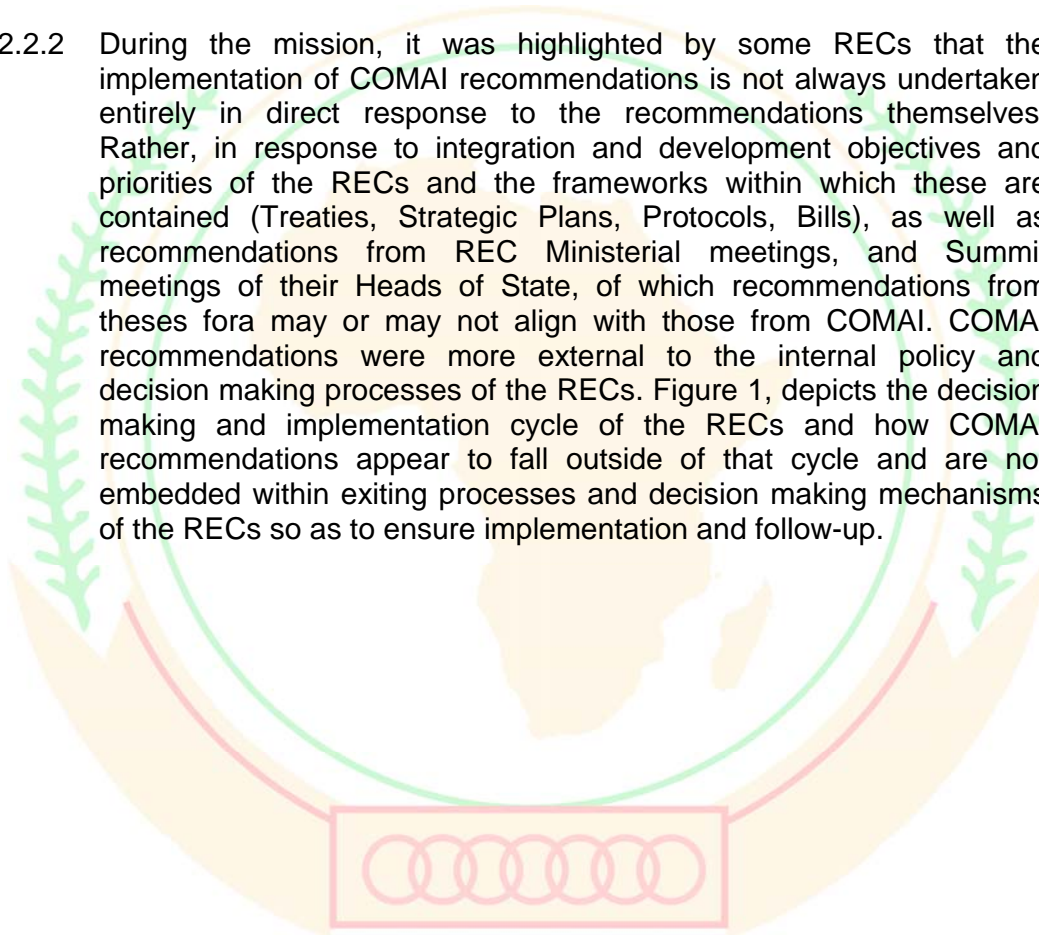 2.2.2 During the mission, it was highlighted by some RECs that the
implementation of COMAI recommendations is not always undertaken
entirely in direct response to the recommendations themselves
Rather, in response to integration and development objectives and
priorities of the RECs and the frameworks within which these are
contained (Treaties, Strategic Plans, Protocols, Bills), as well as
recommendations from REC Ministerial meetings, and Summi
meetings of their Heads of State, of which recommendations from
theses fora may or may not align with those from COMAI. COMA
recommendations were more external to the internal policy and
decision making processes of the RECs. Figure 1, depicts the decision
making and implementation cycle of the RECs and how COMA
recommendations appear to fall outside of that cycle and are no
embedded within exiting processes and decision making mechanisms
of the RECs so as to ensure implementation and follow-up.